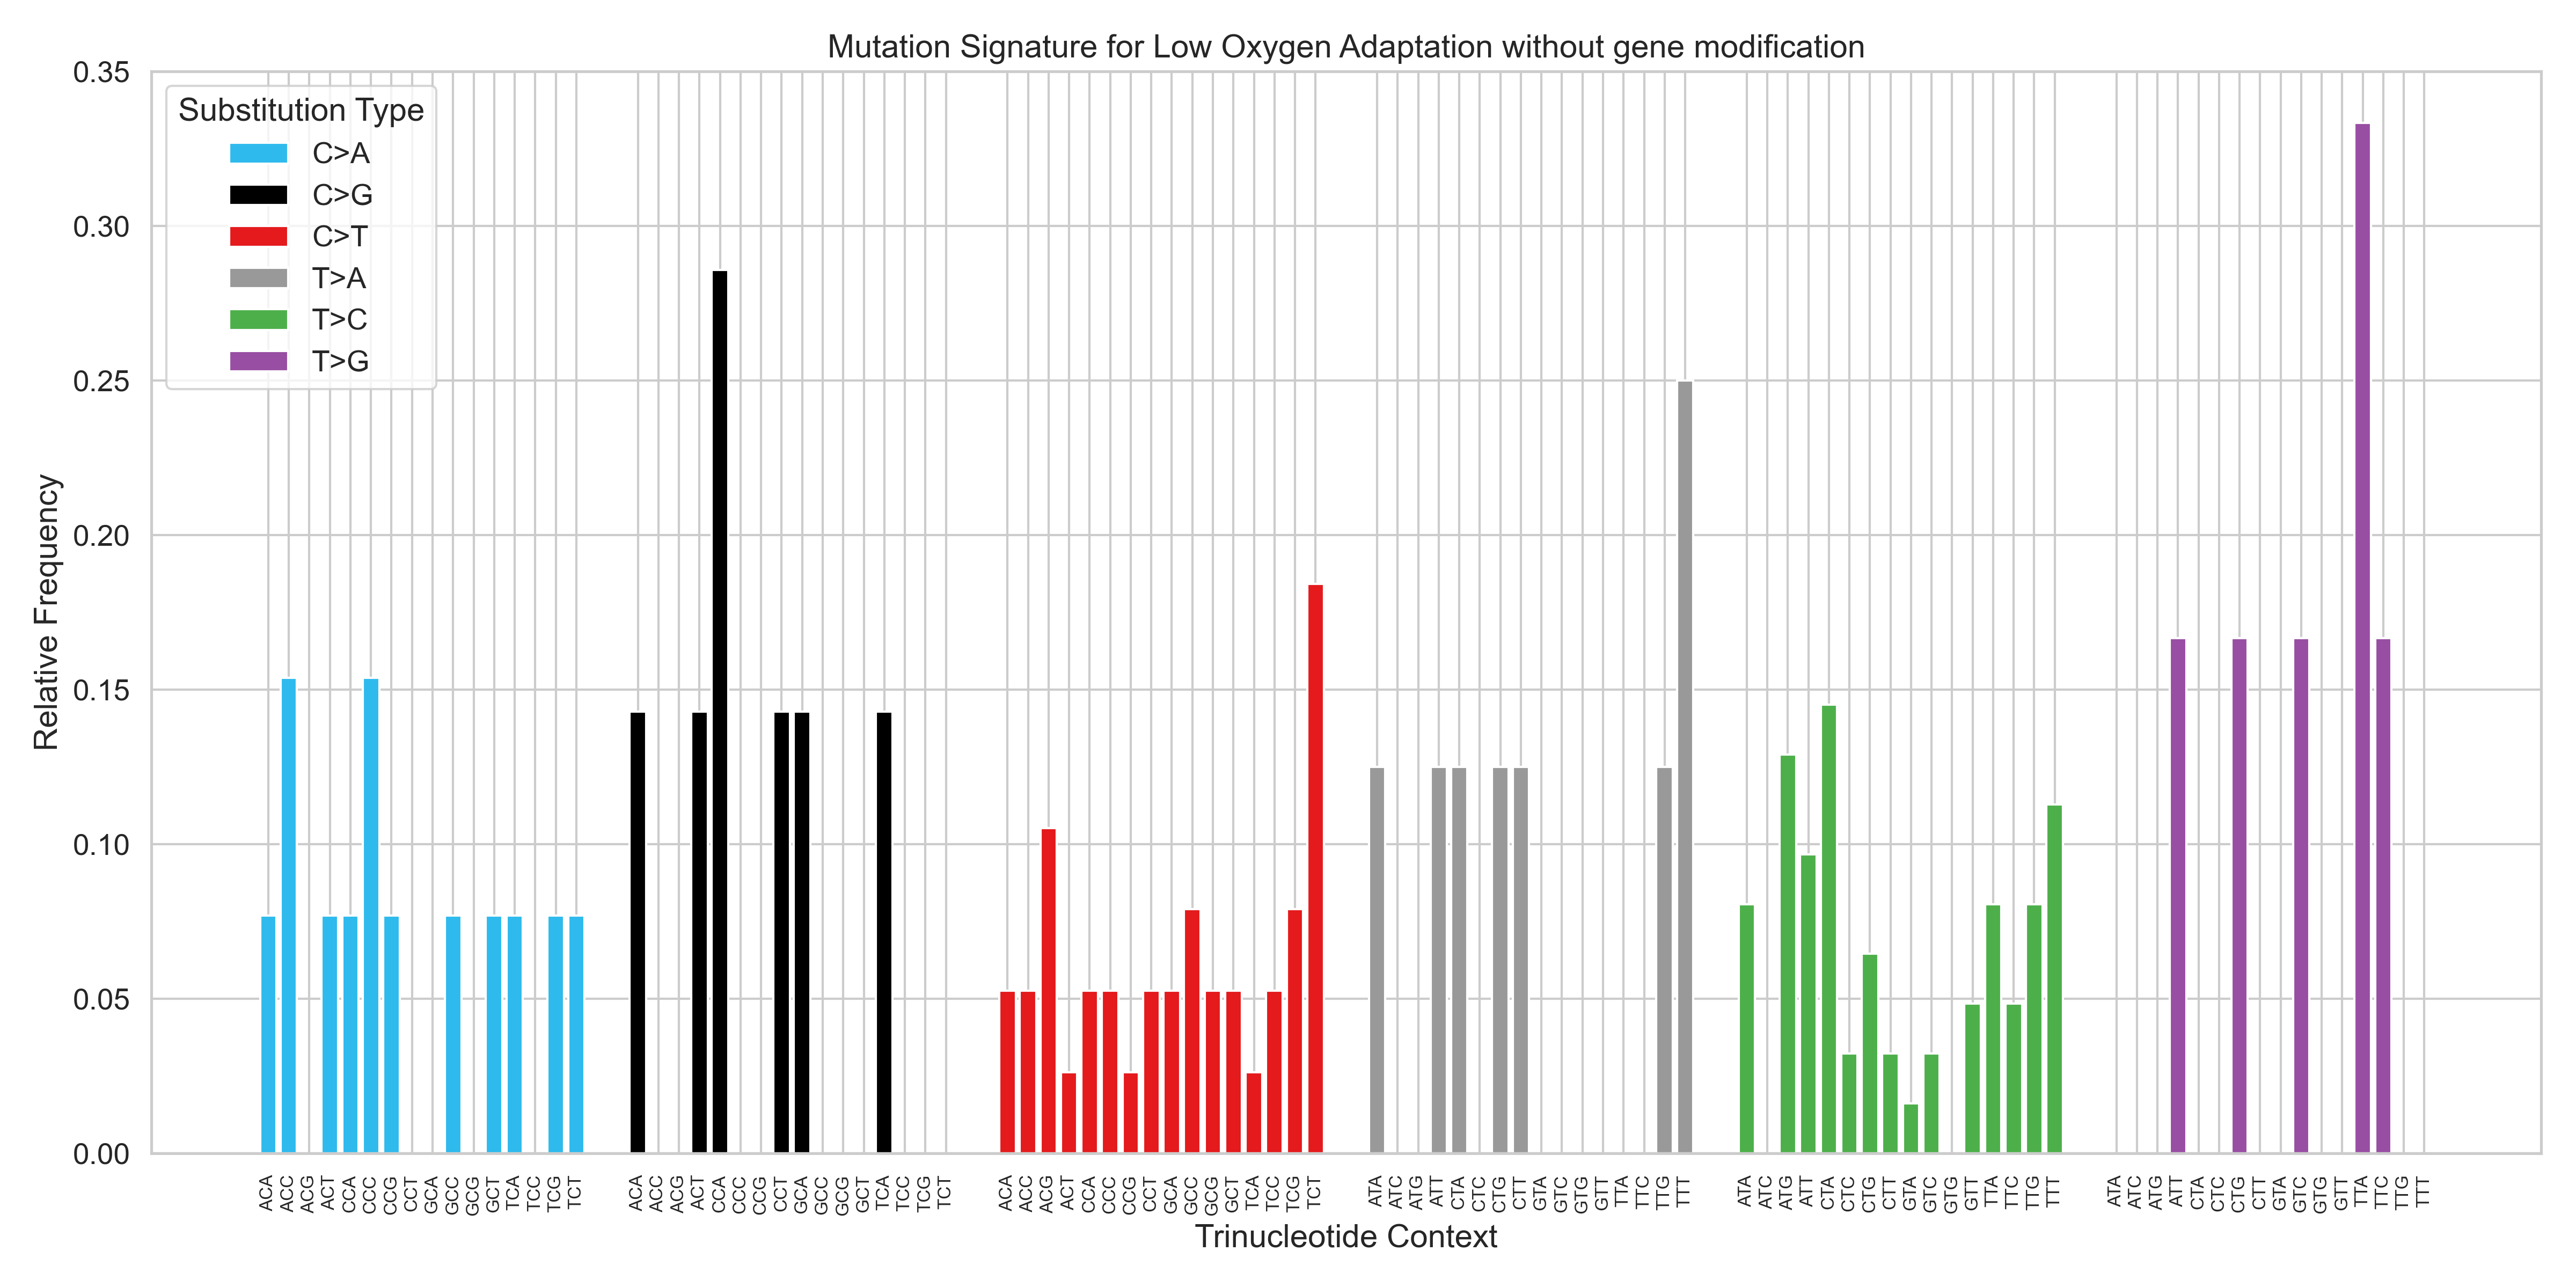 Mutation Signature for Low Oxygen Adaptation without gene modification
Substitution Type
C>A
C>G
C>T
T>A
T>C
T>G
Relative Frequency
0.35
0.30
0.25
0.20
0.15
0.10
0.05
0.00
ACA ACC ACG ACT CCA CCC CCG CCT GCA GCC GCG GCT TCA TCC TCG TCT ACA ACC ACG ACT CCA CCC CCG CCT GCA GCC GCG GCT TCA TCC TCG TCT ACA ACC ACG ACT CCA CCC CCG CCT GCA GCC GCG GCT TCA TCC TCG TCT ATA ATC ATG ATT CTA CTC CTG CTT GTA GTC GTG GTT TTA TTC TTG TTT ATA ATC ATG ATT CTA CTC CTG CTT GTA GTC GTG GTT TTA TTC TTG TTT ATA ATC ATG ATT CTA CTC CTG CTT GTA GTC GTG GTT TTA TTC TTG TTT
Trinucleotide Context